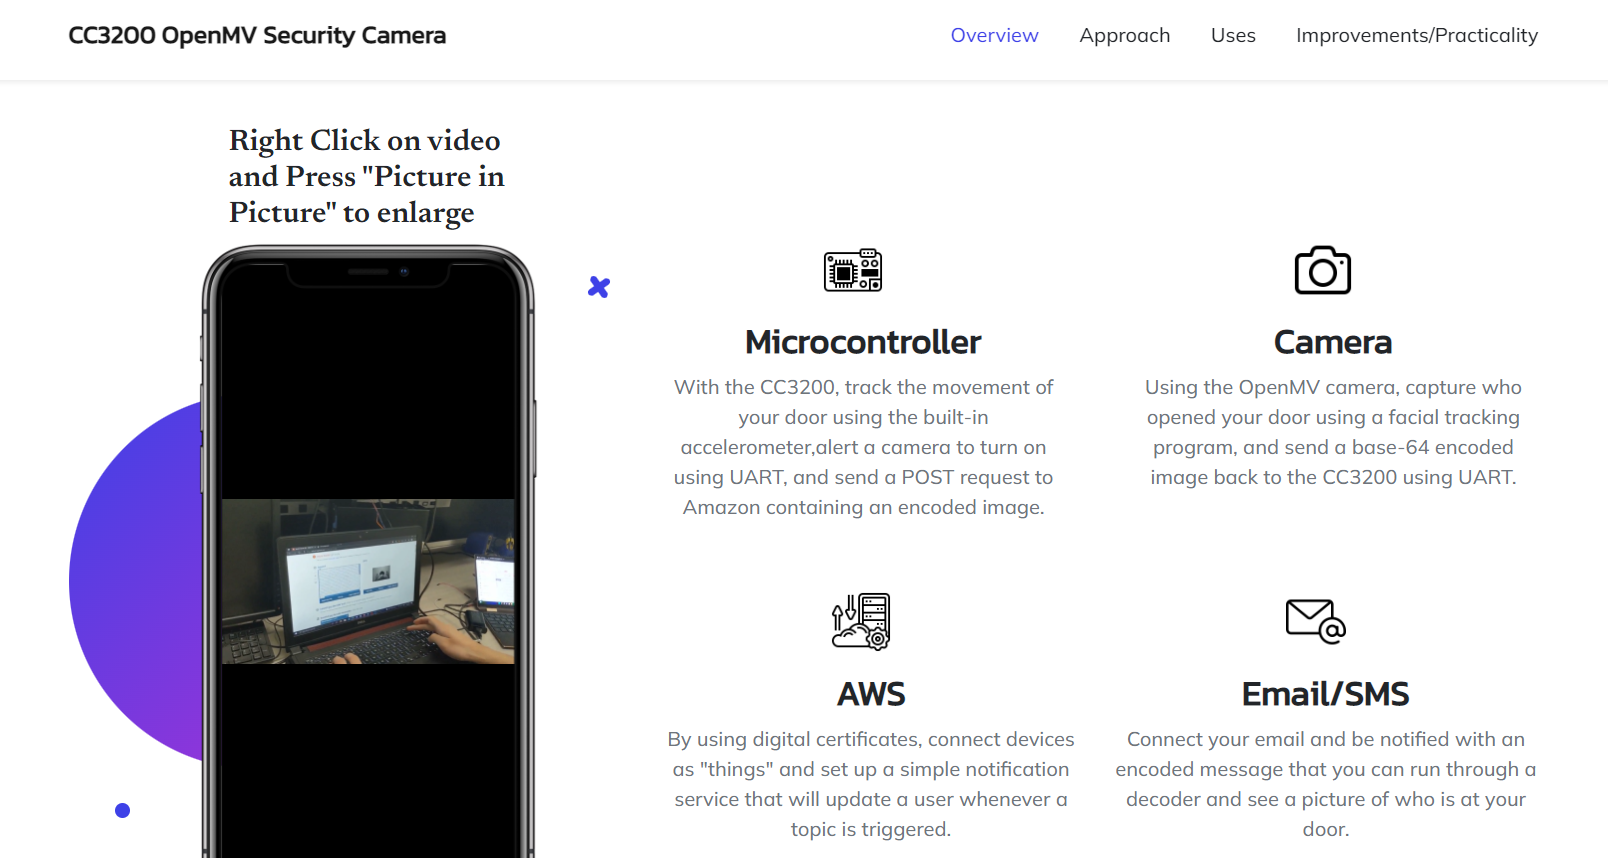 CC3200 OpenMV Security Camera
Overview
Approach
Uses
Improvements/Practicality
Right Click on video
and Press "Picture in
Picture" to enlarge
Microcontroller
With the CC3200, track the movement of
your door using the built-in
accelerometer,alert a camera to turn on
using UART, and send a POST request to
Amazon containing an encoded image.
Camera
Using the OpenMV camera, capture who
opened your door using a facial tracking
program, and send a base-64 encoded
image back to the CC3200 using UART.
AWS
By using digital certificates, connect devices
as "things" and set up a simple notification
service that will update a user whenever a
topic is triggered.
Email/SMS
Connect your email and be notified with an
encoded message that you can run through a
decoder and see a picture of who is at your
door.